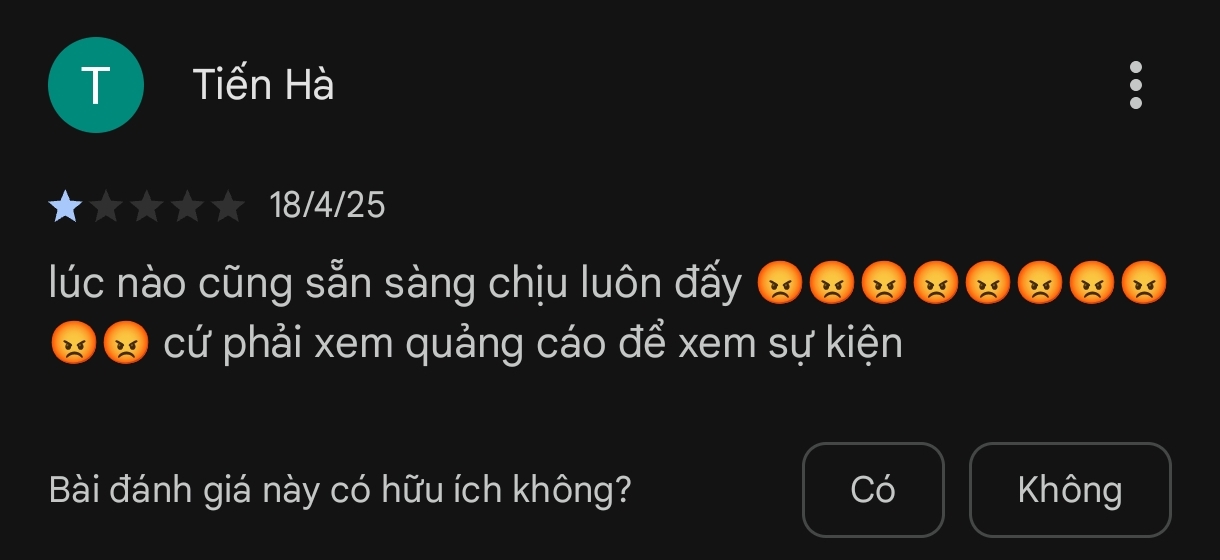 T
Tiến Hà
18/4/25
lúc nào cũng sẵn sàng chịu luôn đấy 😡😡😡😡😡😡😡😡
😡😡 cứ phải xem quảng cáo để xem sự kiện
Bài đánh giá này có hữu ích không?
Có
Không